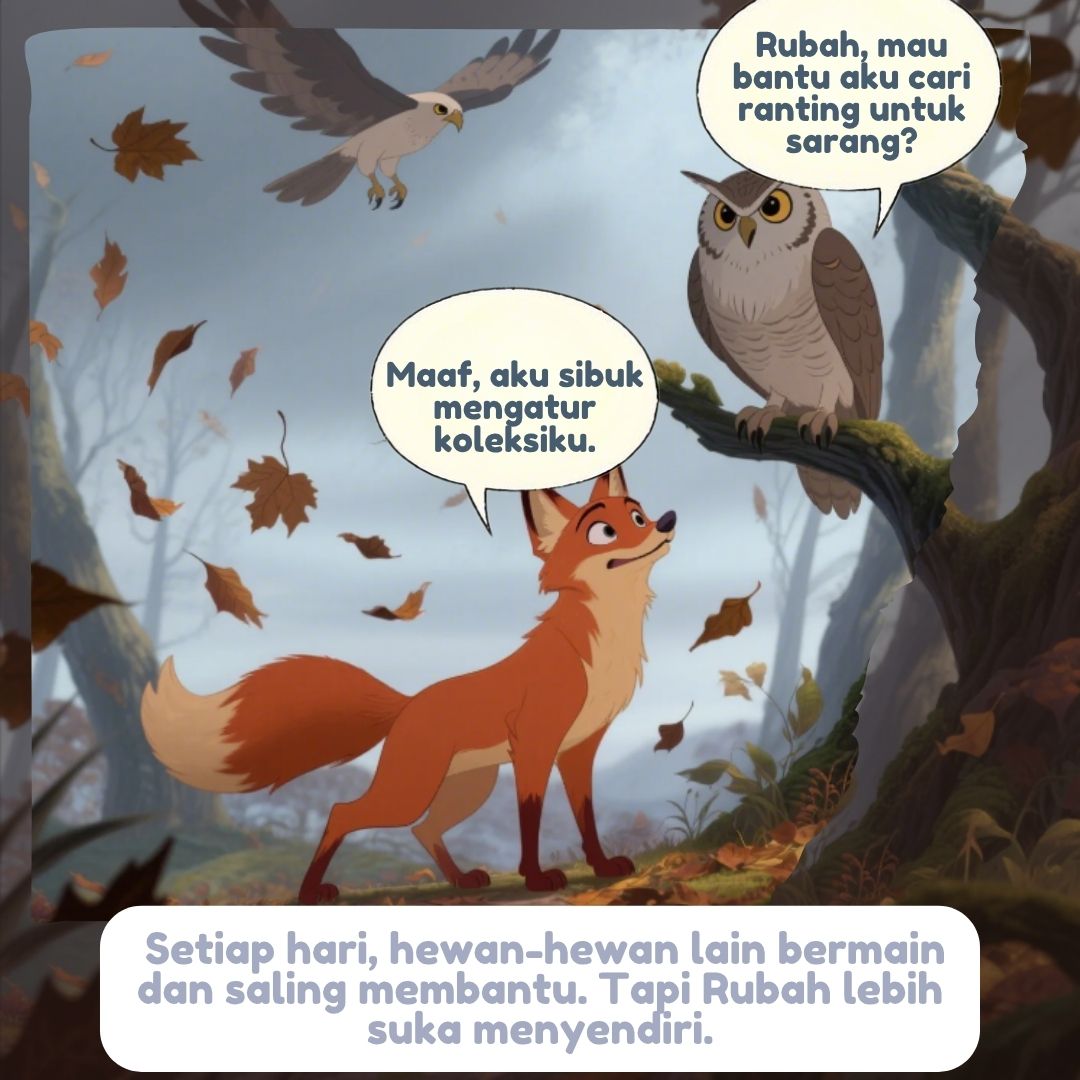 Rubah, mau
bantu aku cari
ranting untuk
sarang?
Maaf, aku sibuk
mengatur
koleksiku.
Setiap hari, hewan-hewan lain bermain
dan saling membantu. Tapi Rubah lebih
suka menyendiri.